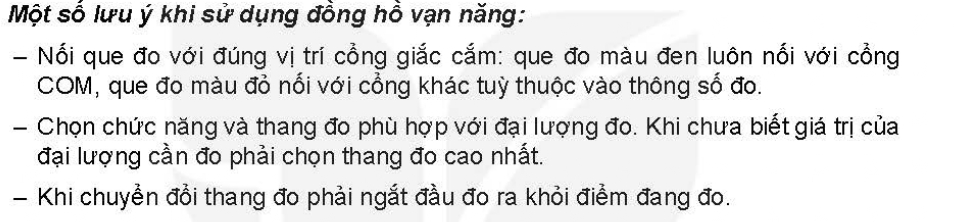 Một số lưu ý khi sử dụng đồng hồ vạn năng:
– Nối que đo với đúng vị trí cổng giắc cắm: que đo màu đen luôn nối với cổng
COM, que đo màu đỏ nối với cổng khác tuỳ thuộc vào thông số đo.
– Chọn chức năng và thang đo phù hợp với đại lượng đo. Khi chưa biết giá trị của
đại lượng cần đo phải chọn thang đo cao nhất.
– Khi chuyển đổi thang đo phải ngắt đầu đo ra khỏi điểm đang đo.